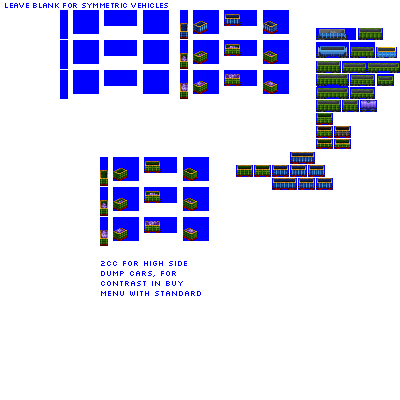 LEAVE BLANK FOR SYMMETRIC VEHICLES
2CC FOR HIGH SIDE
DUMP CARS, FOR
CONTRAST IN BUY
MENU WITH STANDARD